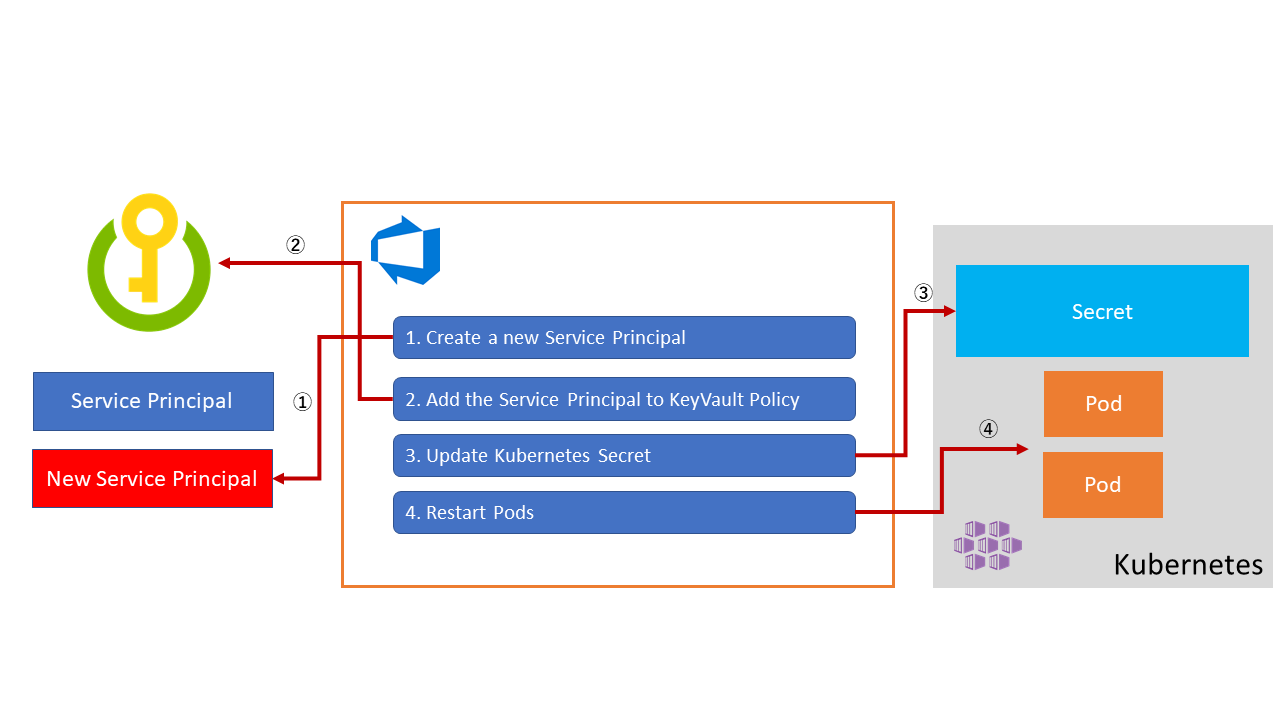 ②
①
Service Principal
New Service Principal
1. Create a new Service Principal
2. Add the Service Principal to KeyVault Policy
3. Update Kubernetes Secret
4. Restart Pods
③
④
Secret
Pod
Pod
Kubernetes